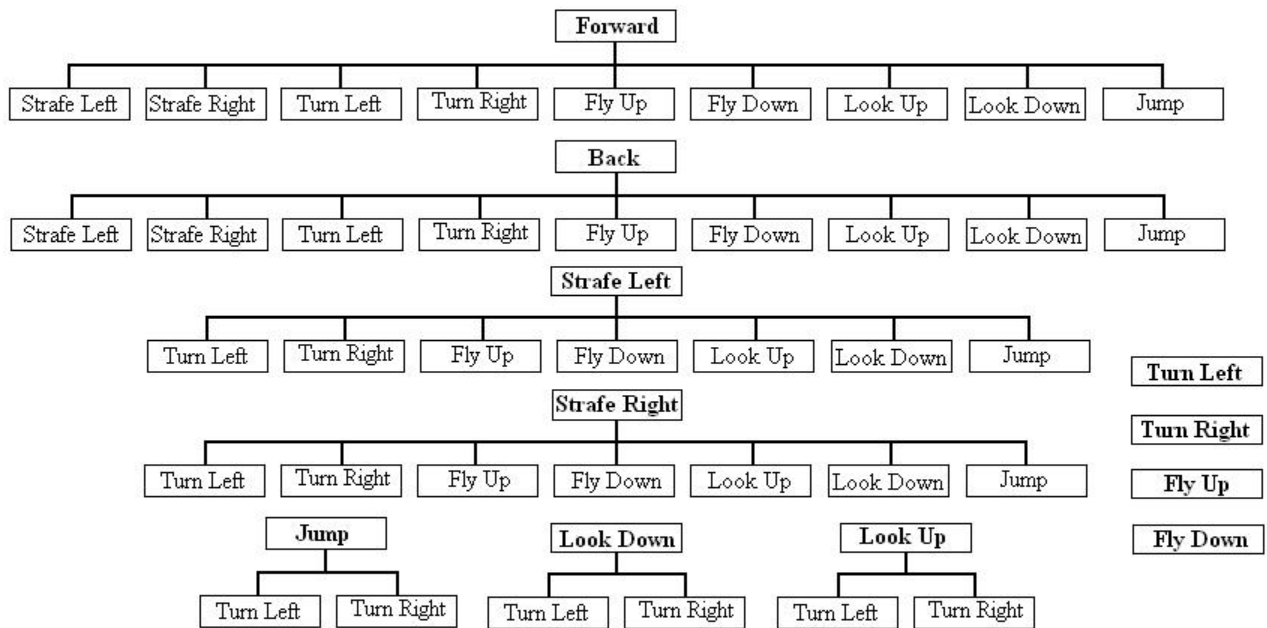 Forward
Strafe Left Strafe Right Turn Left Turn Right Fly Up Fly Down Look Up Look Down Jump
Back
Strafe Left Strafe Right Turn Left Turn Right Fly Up Fly Down Look Up Look Down Jump
Strafe Left
Turn Left Turn Right Fly Up Fly Down Look Up Look Down Jump
Turn Left
Strafe Right
Turn Right
Turn Left Turn Right Fly Up Fly Down Look Up Look Down Jump
Fly Up
Jump Look Down Look Up
Fly Down
Turn Left Turn Right Turn Left Turn Right Turn Left Turn Right